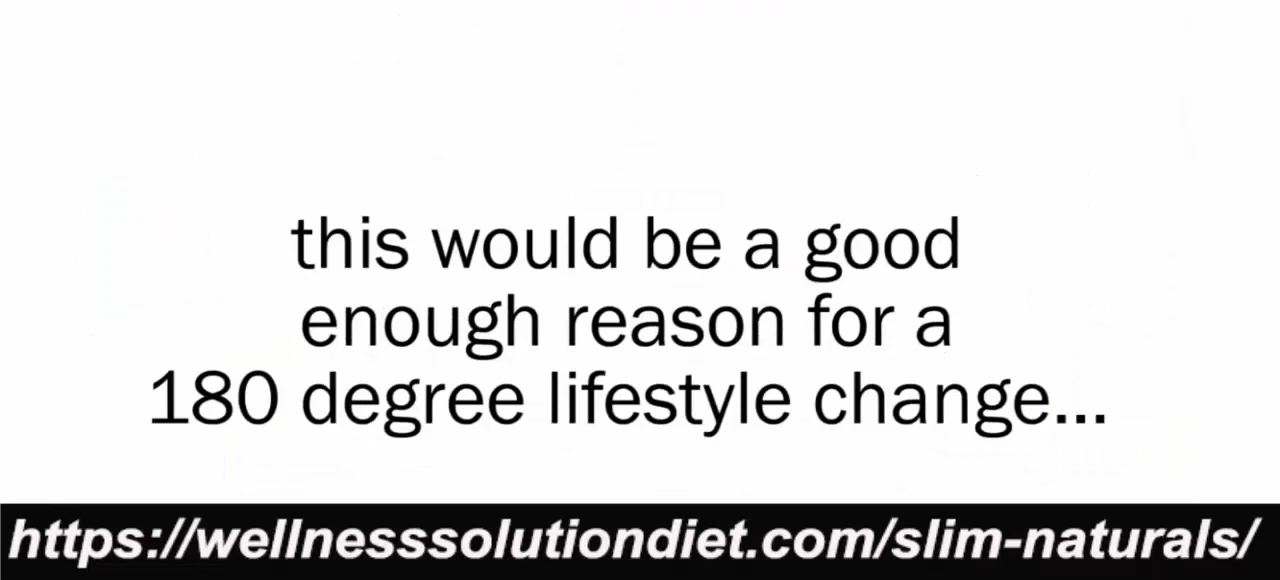 this would be a good
enough reason for a
180 degree lifestyle change...
https://wellnesssolutiondiet.com/slim-naturals/